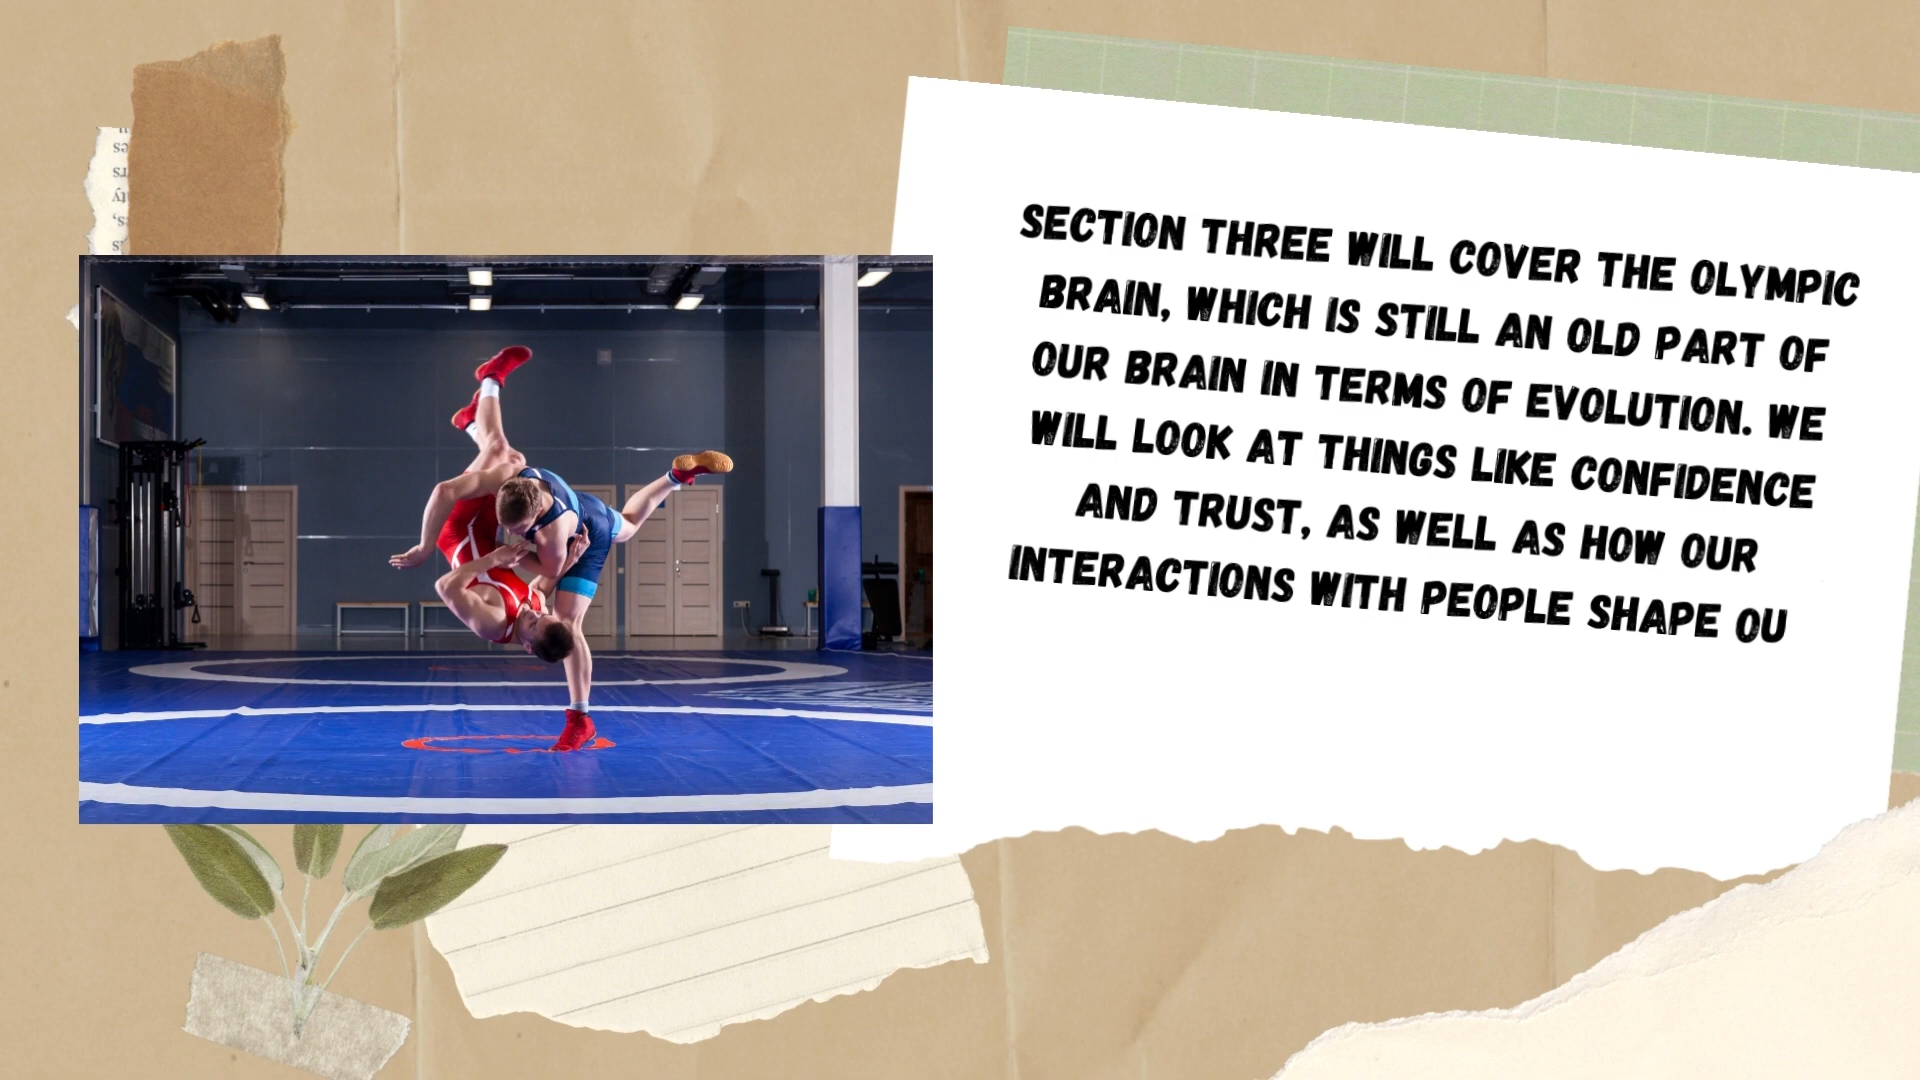 SECTION THREE WILL COVER THE OLYMPIC
BRAIN, WHICH IS STILL AN OLD PART OF
OUR BRAIN IN TERMS OF EVOLUTION. WE
WILL LOOK AT THINGS LIKE CONFIDENCE
AND TRUST, AS WELL AS HOW OUR
INTERACTIONS WITH PEOPLE SHAPE OU